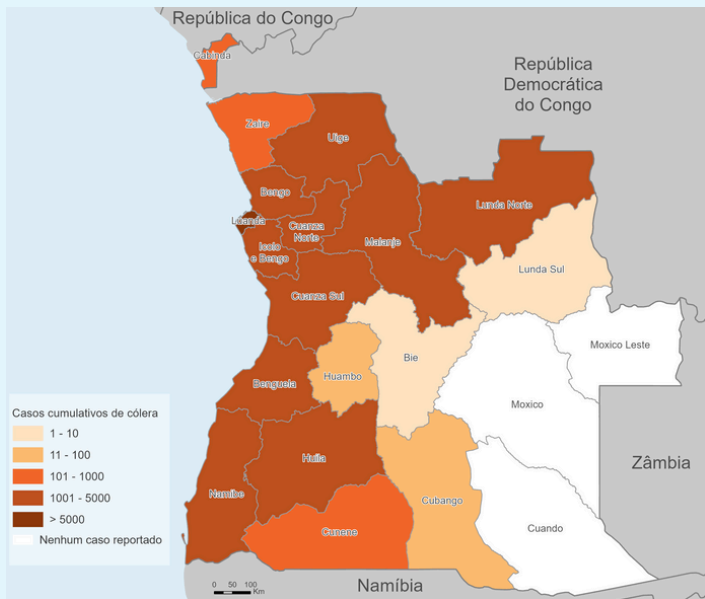 República do Congo
Cabinda
República
Democrática
do Congo
Zaire
Uige
Bengo
Lunda Norte
Luanda
Cuanza
Norte
Malanje
Icolo
e Bengo
Lunda Sul
Cuanza Sul
Moxico Leste
Bie
Huambo
Benguela
Moxico
Casos cumulativos de cólera
1 - 10
11 - 100
101 - 1000
1001 - 5000
> 5000
Nenhum caso reportado
Huila
Zâmbia
Namibe
Cubango
Cuando
Cunene
0 50 100
Km
Namíbia